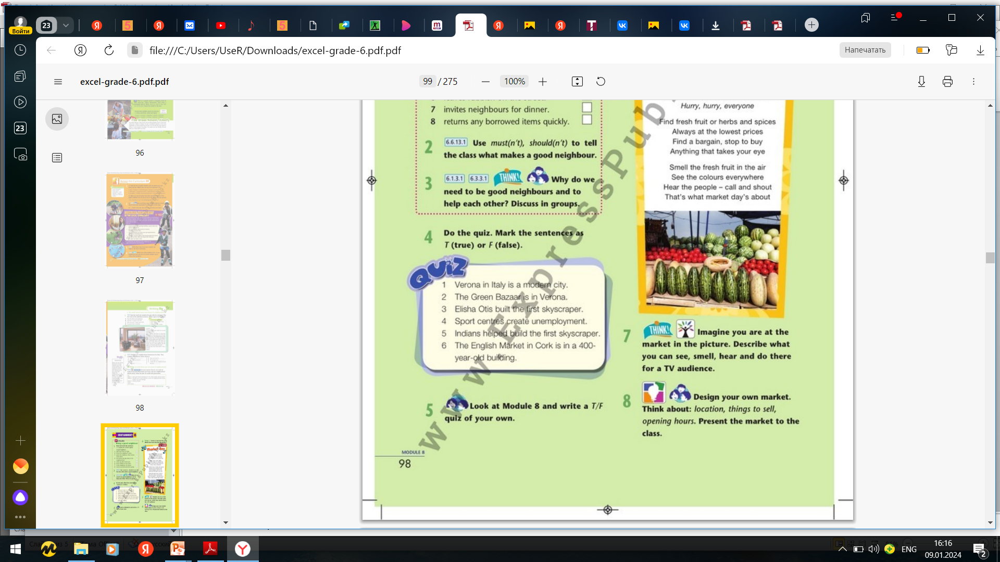 Войти
23
5
5
file:///C:/Users/UseR/Downloads/excel-grade-6.pdf.pdf
Напечатать
excel-grade-6.pdf.pdf
99 / 275
100%
23
96
97
98
7 invites neighbours for dinner.
8 returns any borrowed items quickly.
2 6.6.13.1 Use must(n't), should(n't) to tell
the class what makes a good neighbour.
3 6.1.3.1 6.3.3.1 THINK! Why do we
need to be good neighbours and to
help each other? Discuss in groups.
4 Do the quiz. Mark the sentences as
T (true) or F (false).
QUIZ
1 Verona in Italy is a modern city.
2 The Green Bazaar is in Verona.
3 Elisha Otis built the first skyscraper.
4 Sport centres create unemployment.
5 Indians helped build the first skyscraper.
6 The English Market in Cork is in a 400-
year-old building.
5 Look at Module 8 and write a T/F
quiz of your own.
MODULE 8
98
Hurry, hurry, everyone
Find fresh fruit or herbs and spices
Always at the lowest prices
Find a bargain, stop to buy
Anything that takes your eye
Smell the fresh fruit in the air
See the colours everywhere
Hear the people – call and shout
That's what market day's about
7 THINK! Imagine you are at the
market in the picture. Describe what
you can see, smell, hear and do there
for a TV audience.
8 Design your own market.
Think about: location, things to sell,
opening hours. Present the market to the
class.
www.ExpressPub
ENG
16:16
09.01.2024
2